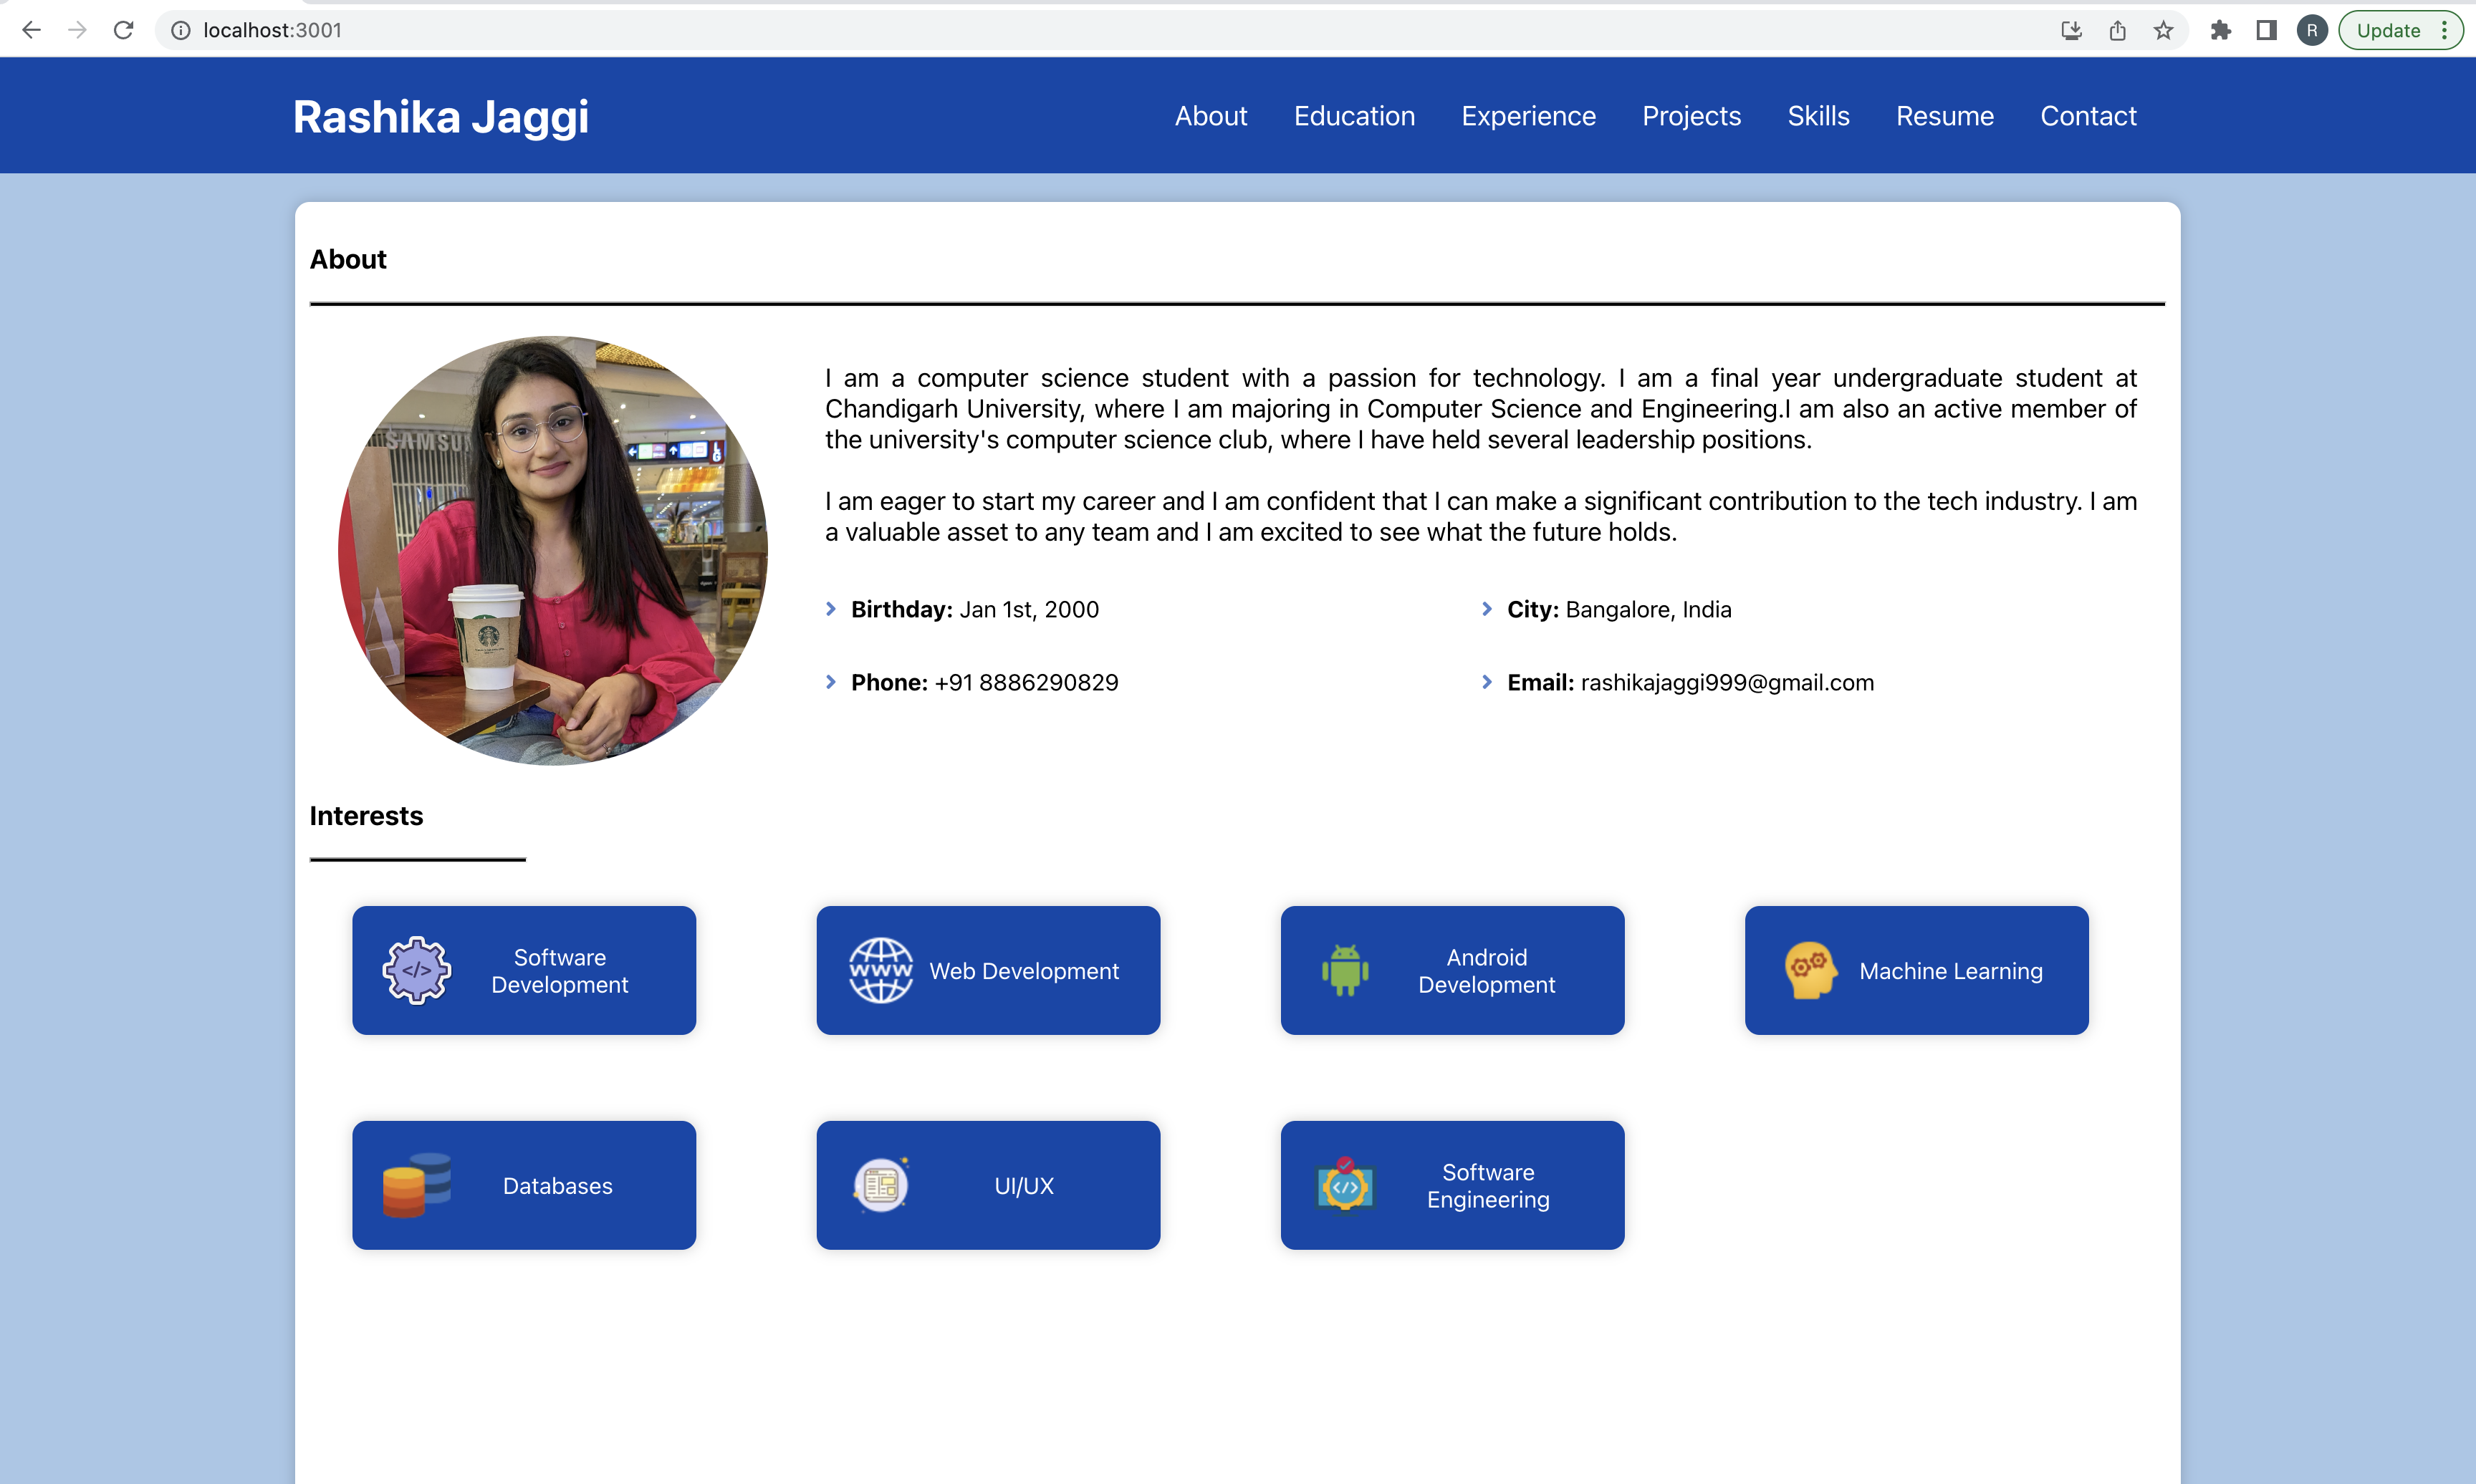 localhost:3001
R
Update
Rashika Jaggi
About
Education
Experience
Projects
Skills
Resume
Contact
About
SAMSU
I am a computer science student with a passion for technology. I am a final year undergraduate student at
Chandigarh University, where I am majoring in Computer Science and Engineering.I am also an active member of
the university's computer science club, where I have held several leadership positions.
I am eager to start my career and I am confident that I can make a significant contribution to the tech industry. I am
a valuable asset to any team and I am excited to see what the future holds.
Birthday: Jan 1st, 2000
City: Bangalore, India
Phone: +91 8886290829
Email: rashikajaggi999@gmail.com
Interests
</>
Software
Development
WWW
Web Development
Android
Development
Machine Learning
Databases
UI/UX
</>
Software
Engineering